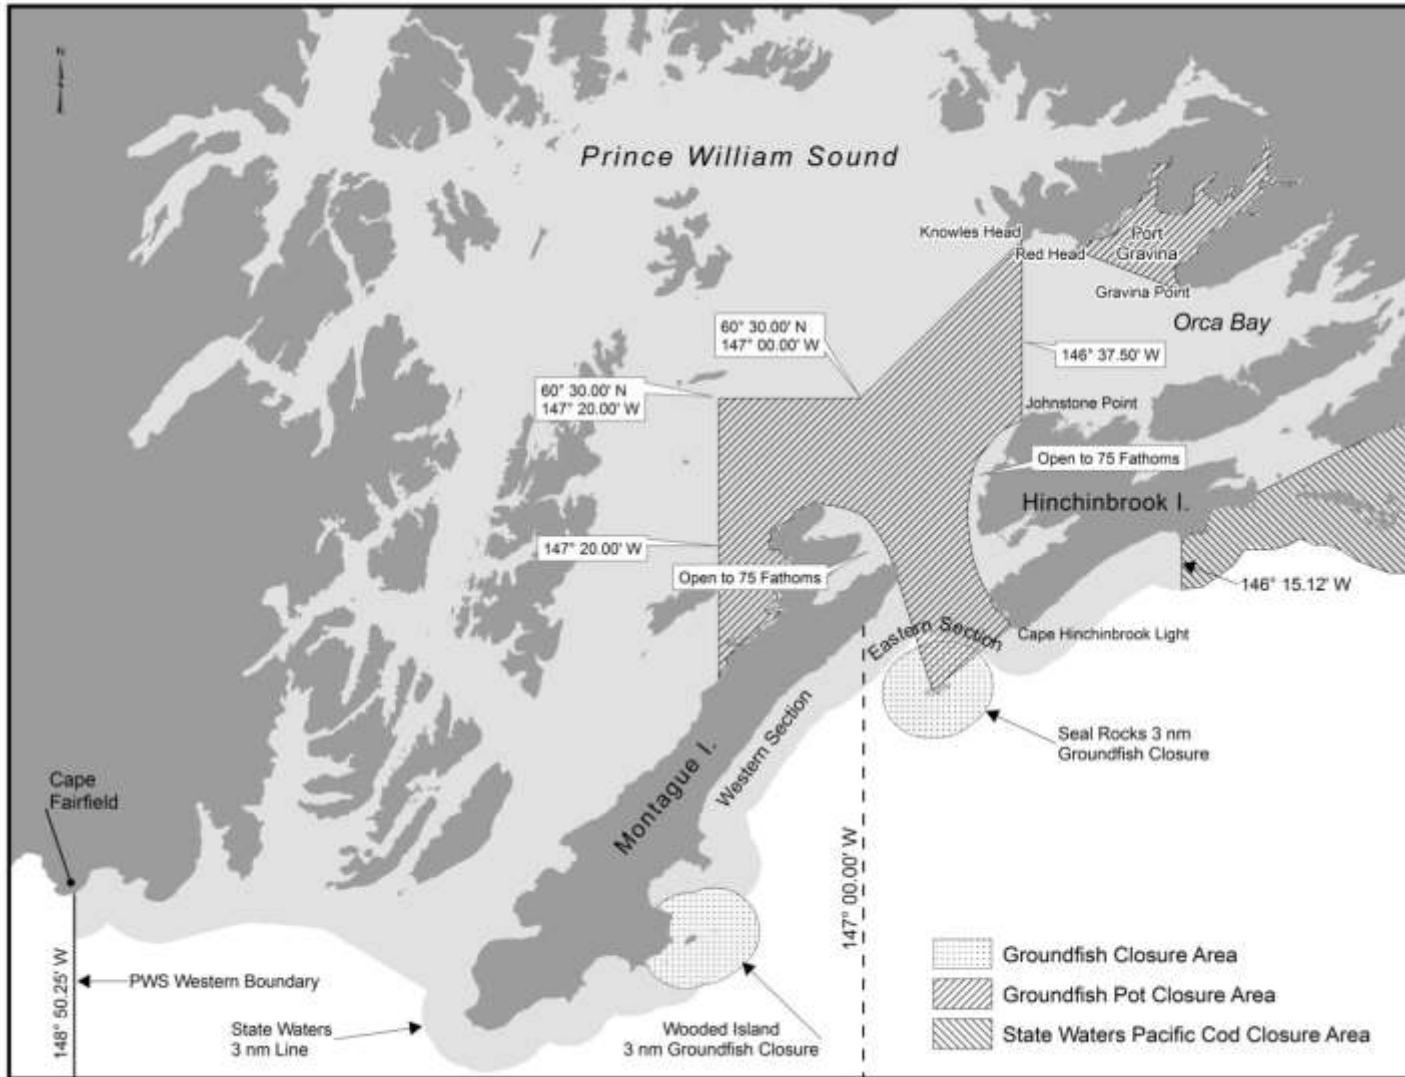 N
Prince William Sound
Knowles Head
Red Head
Port
Gravina
Gravina Point
Orca Bay
60° 30.00' N
147° 00.00' W
146° 37.50' W
60° 30.00' N
147° 20.00' W
Johnstone Point
Open to 75 Fathoms
Hinchinbrook I.
147° 20.00' W
Open to 75 Fathoms
146° 15.12' W
Eastern Section
Cape Hinchinbrook Light
Western Section
Seal Rocks 3 nm
Groundfish Closure
Montague I.
Cape
Fairfield
147° 00.00' W
148° 50.25' W
PWS Western Boundary
State Waters
3 nm Line
Wooded Island
3 nm Groundfish Closure
Groundfish Closure Area
Groundfish Pot Closure Area
State Waters Pacific Cod Closure Area